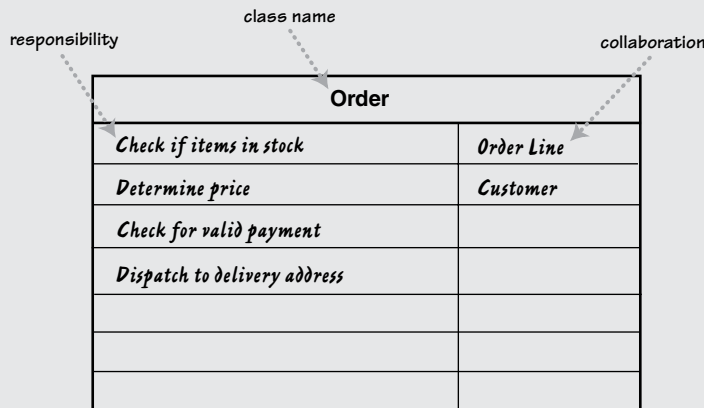 class name
responsibility
collaboration
Order
Check if items in stock
Order Line
Determine price
Customer
Check for valid payment
Dispatch to delivery address